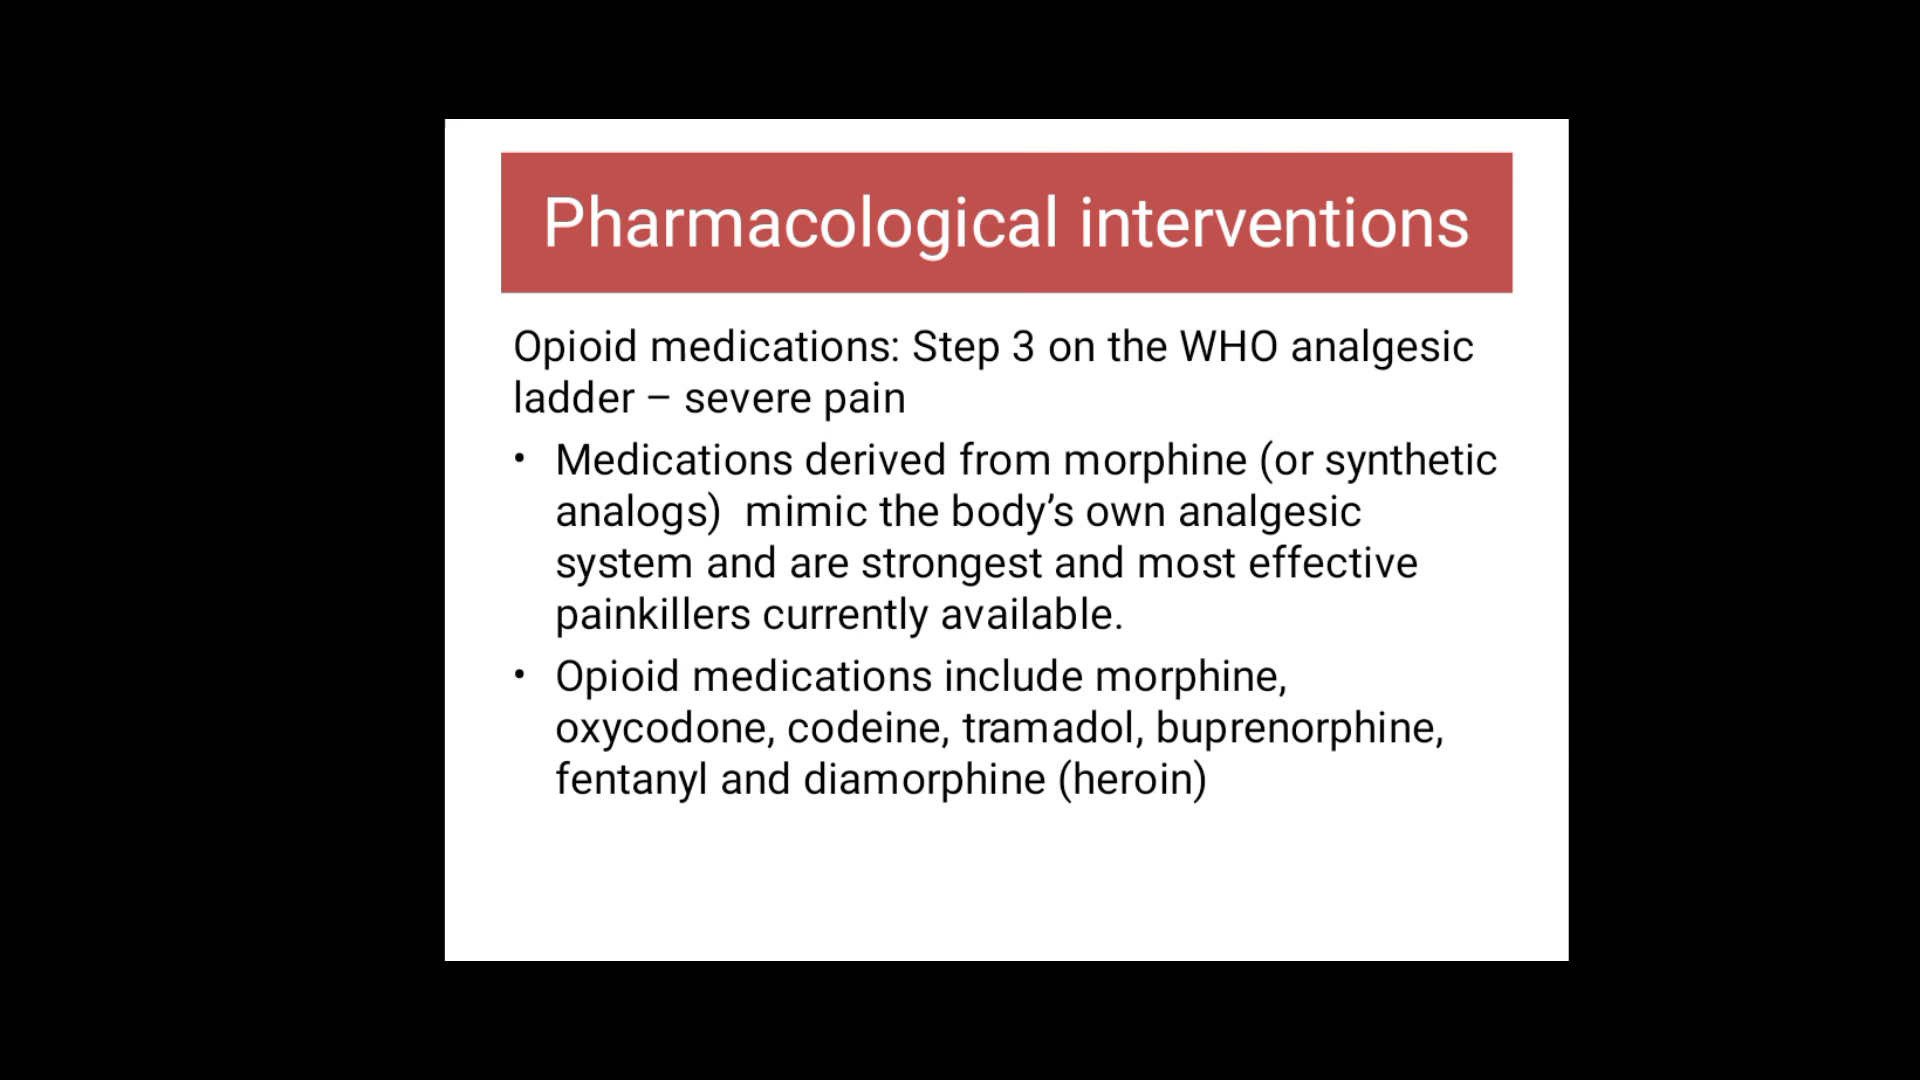 Pharmacological interventions
Opioid medications: Step 3 on the WHO analgesic
ladder – severe pain
• Medications derived from morphine (or synthetic
analogs)  mimic the body’s own analgesic
system and are strongest and most effective
painkillers currently available.
• Opioid medications include morphine,
oxycodone, codeine, tramadol, buprenorphine,
fentanyl and diamorphine (heroin)